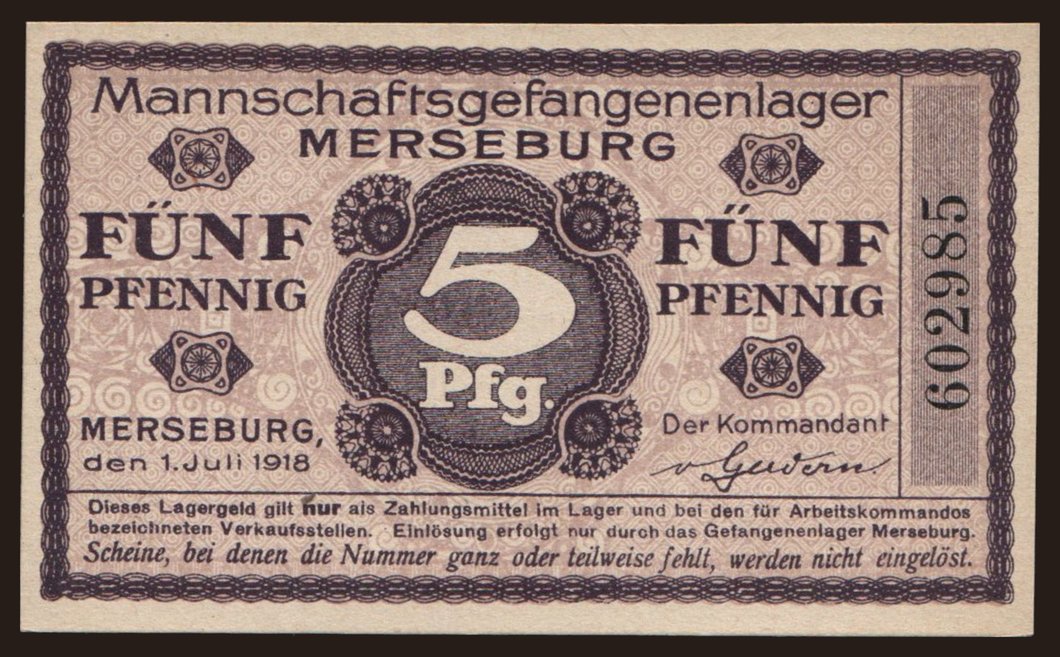 Mannschaftsgefangenenlager
MERSEBURG
FÜNF
PFENNIG
5
Pfg.
FÜNF
PFENNIG
MERSEBURG,
den 1. Juli 1918
Der Kommandant
602985
Dieses Lagergeld gilt nur als Zahlungsmittel im Lager und bei den für Arbeitskommandos
bezeichneten Verkaufsstellen. Einlösung erfolgt nur durch das Gefangenenlager Merseburg.
Scheine, bei denen die Nummer ganz oder teilweise fehlt, werden nicht eingelöst.